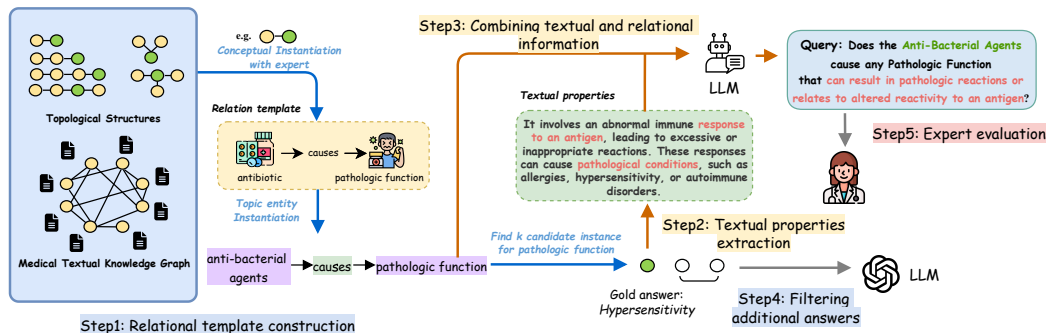 Step3: Combining textual and relational
information
e.g.
Conceptual Instantiation
with expert
LLM
Query: Does the Anti-Bacterial Agents
cause any Pathologic Function
that can result in pathologic reactions or
relates to altered reactivity to an antigen?
Topological Structures
Relation template
antibiotic
causes
pathologic function
Textual properties
It involves an abnormal immune response
to an antigen, leading to excessive or
inappropriate reactions. These responses
can cause pathological conditions, such as
allergies, hypersensitivity, or autoimmune
disorders.
Step5: Expert evaluation
Topic entity
Instantiation
Step2: Textual properties
extraction
Medical Textual Knowledge Graph
anti-bacterial
agents
causes
pathologic function
Find k candidate instance
for pathologic function
Gold answer:
Hypersensitivity
Step4: Filtering
additional answers
LLM
Step1: Relational template construction